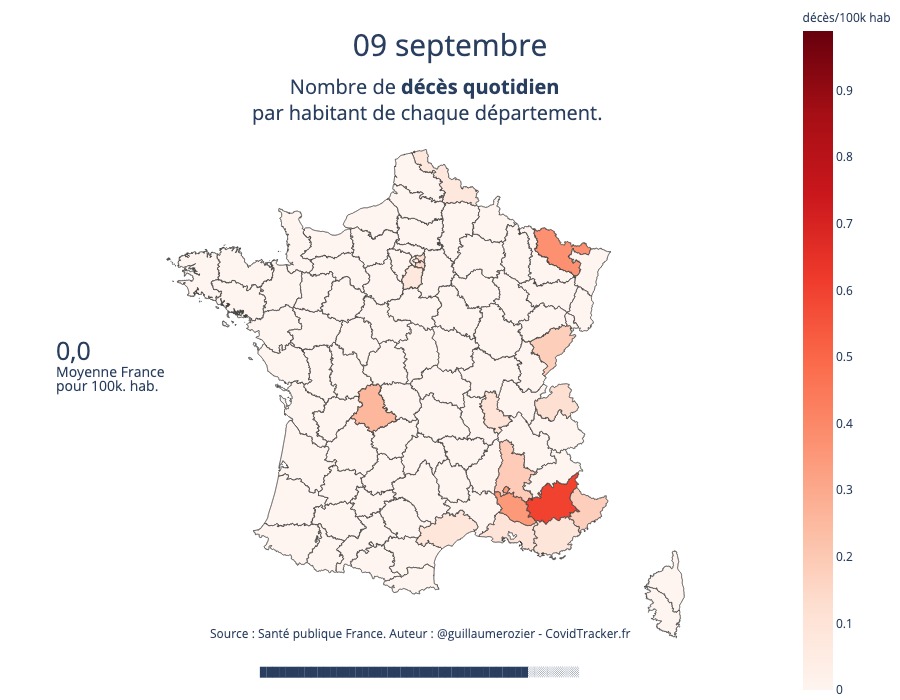 décès/100k hab
09 septembre
Nombre de décès quotidien
par habitant de chaque département.
0.9
0.8
0.7
0.6
0.5
0.4
0.3
0.2
0.1
0
0,0
Moyenne France
pour 100k. hab.
Source : Santé publique France. Auteur : @guillaumerozier - CovidTracker.fr